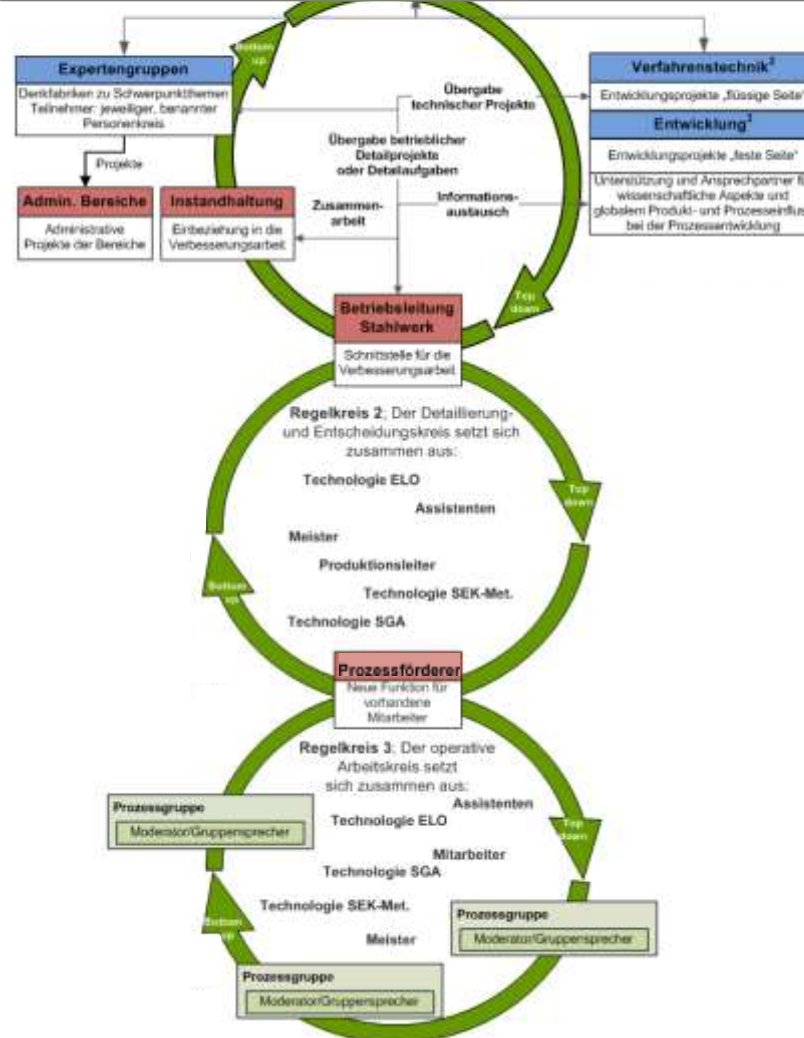 Bottom
up
Expertengruppen
Denkfabriken zu Schwerpunktthemen
Teilnehmer: jeweiliger, benannter
Personenkreis
Verfahrenstechnik²
Entwicklungsprojekte „flüssige Seite“
Entwicklung³
Entwicklungsprojekte „feste Seite“
Unterstützung und Ansprechpartner
wissenschaftliche Aspekte und
globalem Produkt- und Prozesseinflus
bei der Prozessentwicklung
Übergabe
technischer Projekte
Übergabe betrieblicher
Detailprojekte
oder Detailaufgaben
Projekte
Admin. Bereiche
Administrative
Projekte der Bereiche
Instandhaltung
Einbeziehung in die
Verbesserungsarbeit
Zusammen-
arbeit
Informations-
austausch
Top
down
Betriebsleitung
Stahlwerk
Schnittstelle für die
Verbesserungsarbeit
Regelkreis 2: Der Detaillierung-
und Entscheidungskreis setzt sich
zusammen aus:
Technologie ELO
Assistenten
Top
down
Meister
Produktionsleiter
Bottom
up
Technologie SEK-Met.
Technologie SGA
Prozessförderer
Neue Funktion für
vorhandene
Mitarbeiter
Regelkreis 3: Der operative
Arbeitskreis setzt
sich zusammen aus:
Prozessgruppe
Moderator/Gruppensprecher
Assistenten
Technologie ELO
Top
down
Mitarbeiter
Technologie SGA
Technologie SEK-Met.
Bottom
up
Meister
Prozessgruppe
Moderator/Gruppensprecher
Prozessgruppe
Moderator/Gruppensprecher